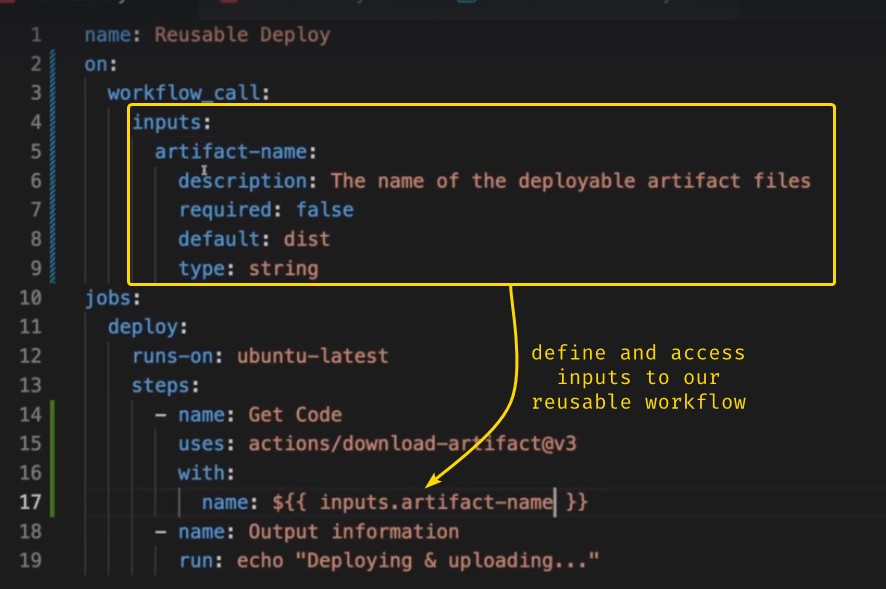 1 name: Reusable Deploy
2 on:
3 workflow_call:
4 inputs:
5 artifact-name:
6 description: The name of the deployable artifact files
7 required: false
8 default: dist
9 type: string
10 jobs:
11 deploy:
12 runs-on: ubuntu-latest
13 steps:
14 - name: Get Code
15 uses: actions/download-artifact@v3
16 with:
17 name: ${{ inputs.artifact-name }}
18 - name: Output information
19 run: echo "Deploying & uploading..."
define and access
inputs to our
reusable workflow